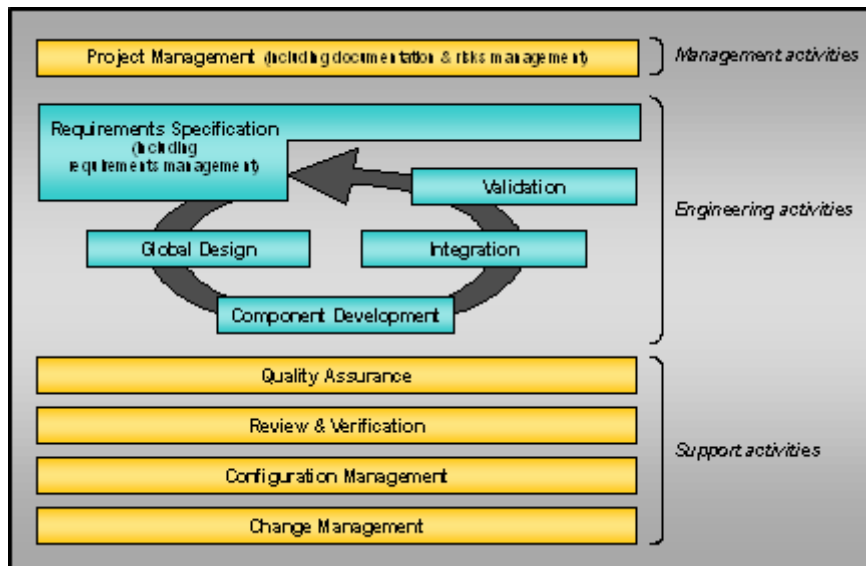 Project Management (including documentation & risks management)
Management activities
Requirements Specification
(including
requirements management)
Validation
Engineering activities
Global Design
Integration
Component Development
Quality Assurance
Review & Verification
Support activities
Configuration Management
Change Management